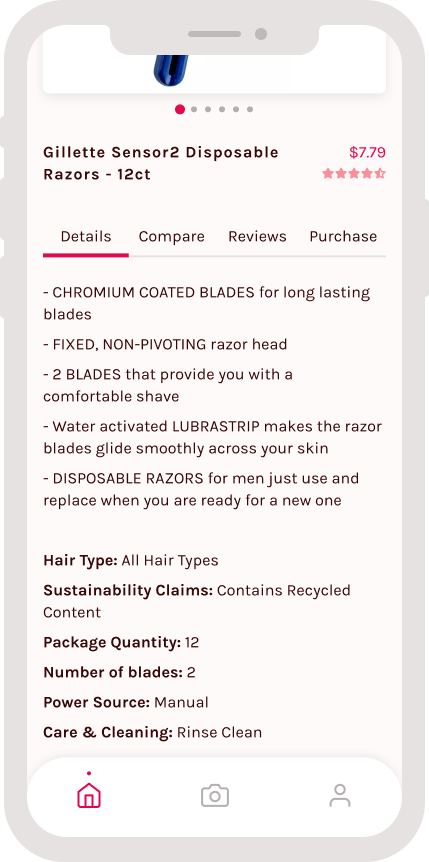 Gillette Sensor2 Disposable
Razors - 12ct
$7.79
Details Compare Reviews Purchase
- CHROMIUM COATED BLADES for long lasting
blades
- FIXED, NON-PIVOTING razor head
- 2 BLADES that provide you with a
comfortable shave
- Water activated LUBRASTRIP makes the razor
blades glide smoothly across your skin
- DISPOSABLE RAZORS for men just use and
replace when you are ready for a new one
Hair Type: All Hair Types
Sustainability Claims: Contains Recycled
Content
Package Quantity: 12
Number of blades: 2
Power Source: Manual
Care & Cleaning: Rinse Clean